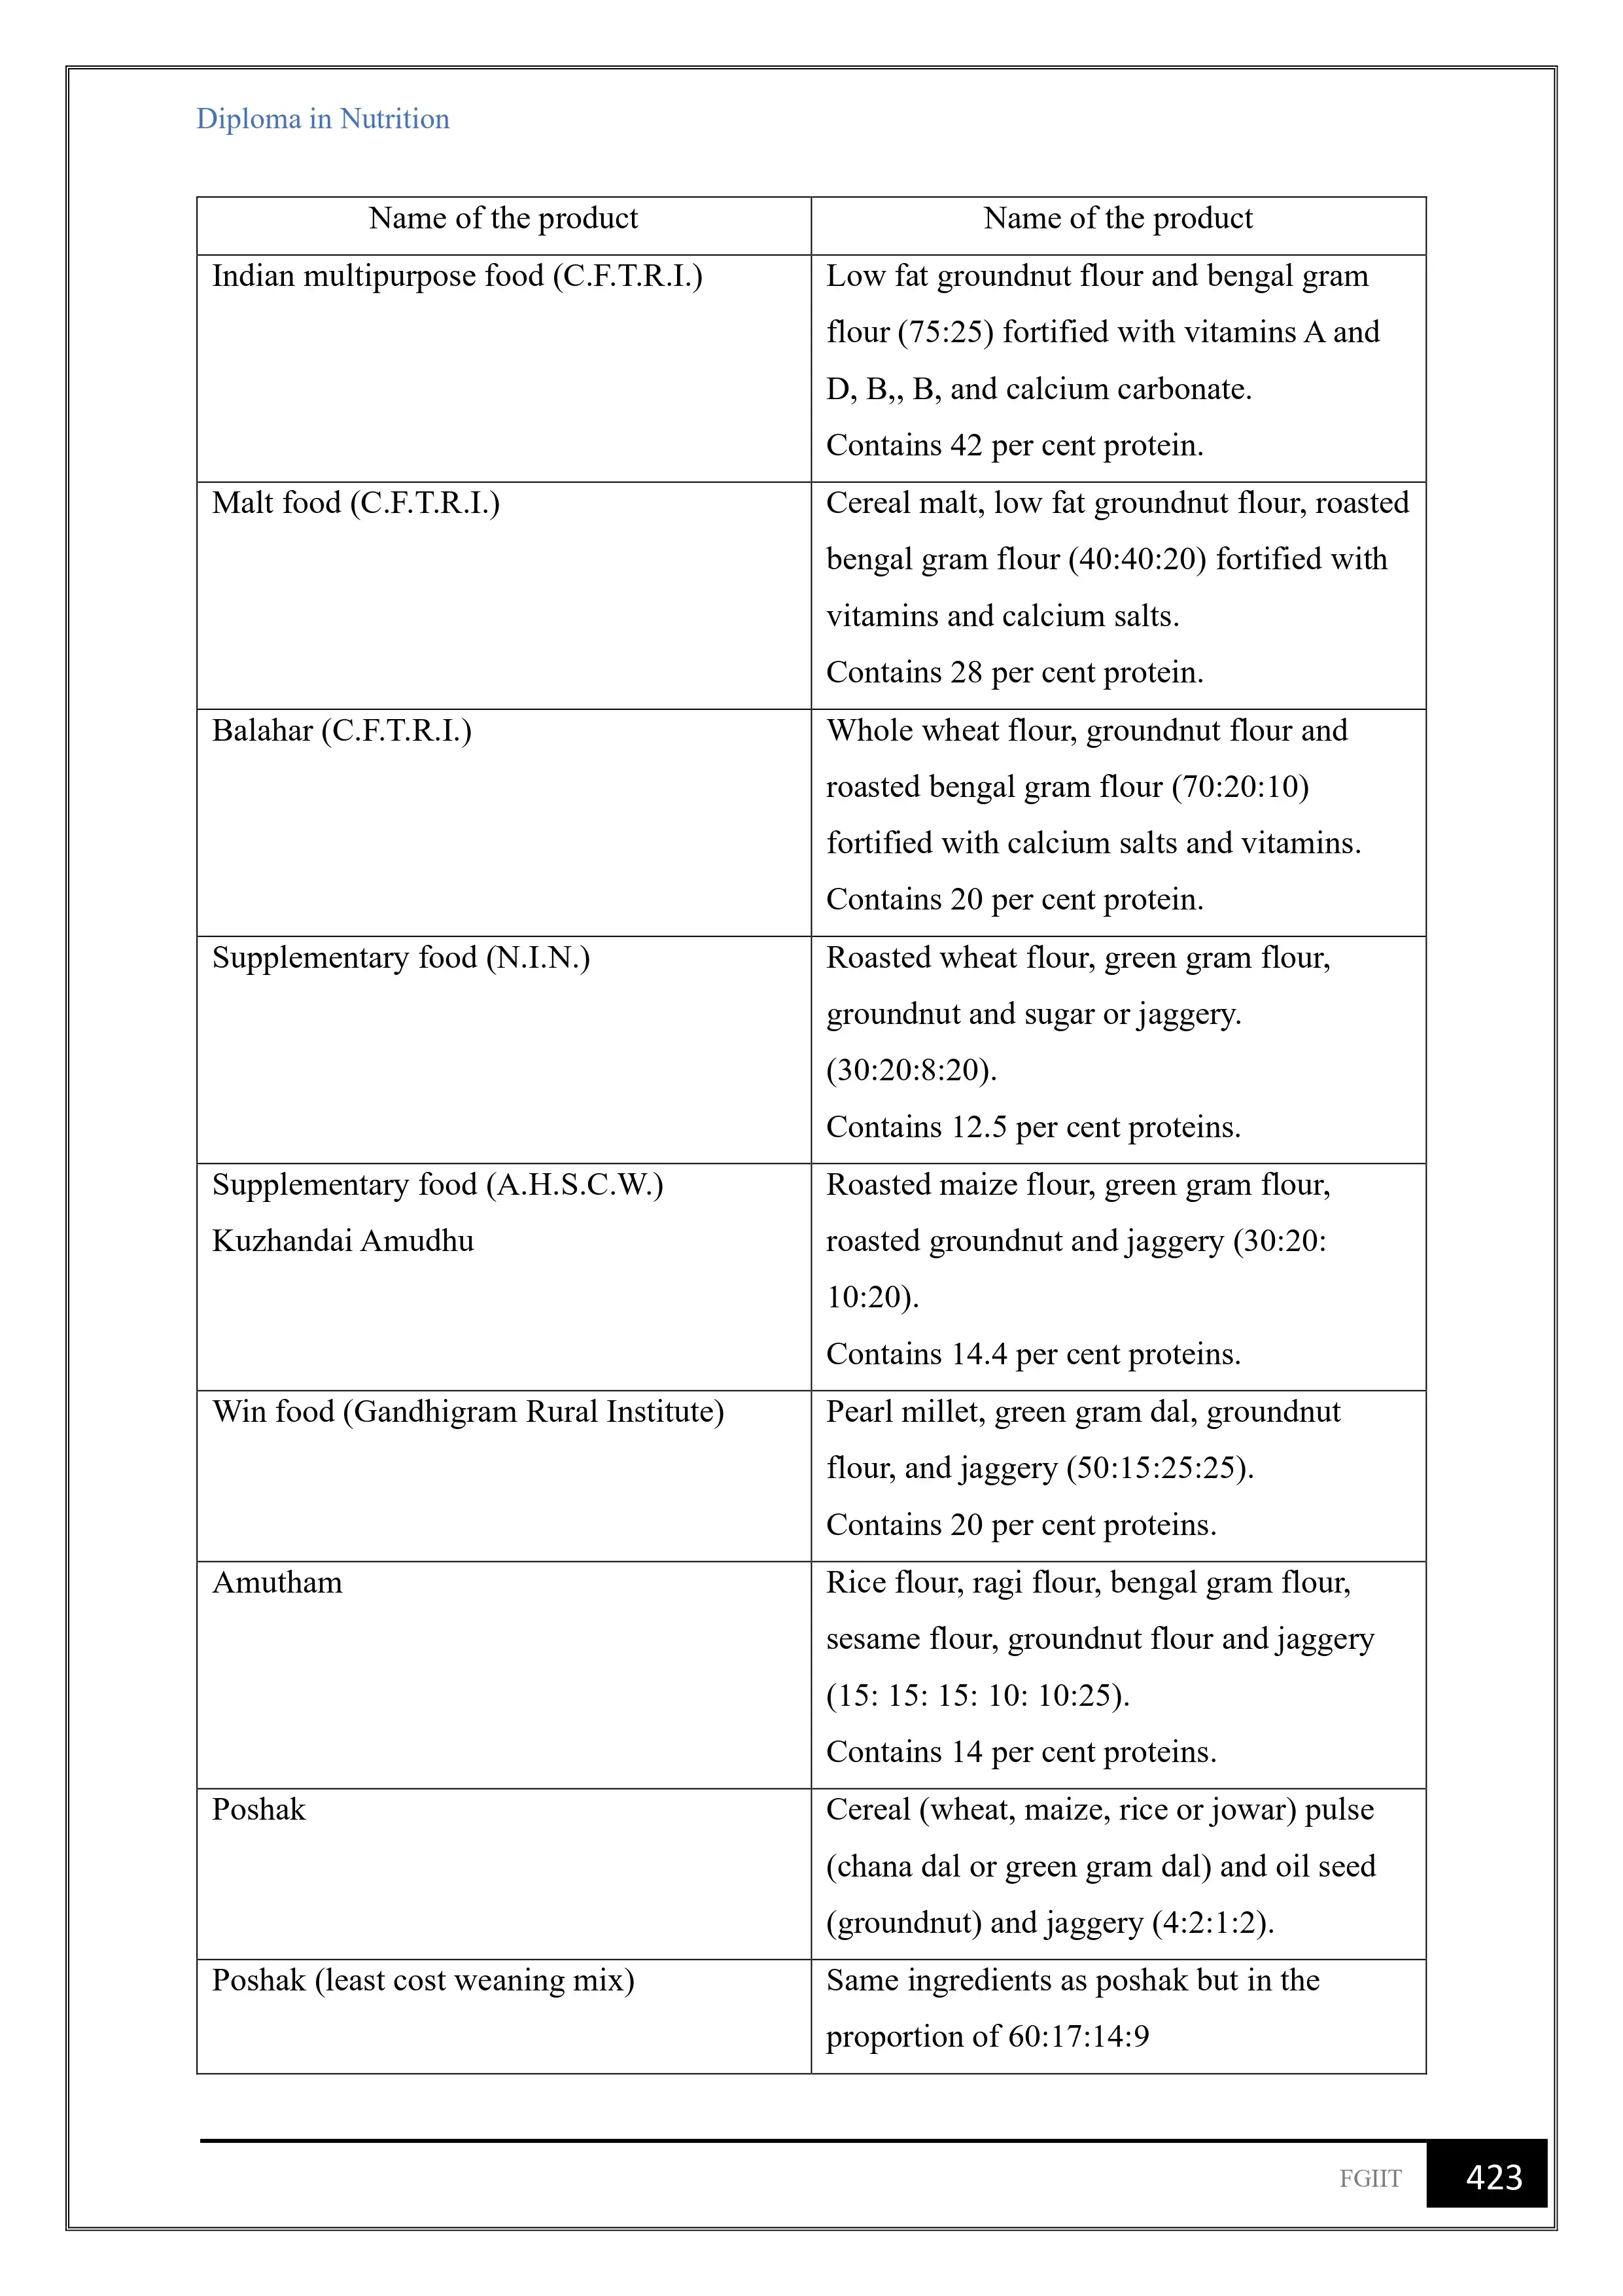 Diploma in Nutrition
Name of the product
Name of the product
Indian multipurpose food (C.F.T.R.I.)
Low fat groundnut flour and bengal gram
flour (75:25) fortified with vitamins A and
D, B,, B, and calcium carbonate.
Contains 42 per cent protein.
Malt food (C.F.T.R.I.)
Cereal malt, low fat groundnut flour, roasted
bengal gram flour (40:40:20) fortified with
vitamins and calcium salts.
Contains 28 per cent protein.
Balahar (C.F.T.R.I.)
Whole wheat flour, groundnut flour and
roasted bengal gram flour (70:20:10)
fortified with calcium salts and vitamins.
Contains 20 per cent protein.
Supplementary food (N.I.N.)
Roasted wheat flour, green gram flour,
groundnut and sugar or jaggery.
(30:20:8:20).
Contains 12.5 per cent proteins.
Supplementary food (A.H.S.C.W.)
Kuzhandai Amudhu
Roasted maize flour, green gram flour,
roasted groundnut and jaggery (30:20:
10:20).
Contains 14.4 per cent proteins.
Win food (Gandhigram Rural Institute)
Pearl millet, green gram dal, groundnut
flour, and jaggery (50:15:25:25).
Contains 20 per cent proteins.
Amutham
Rice flour, ragi flour, bengal gram flour,
sesame flour, groundnut flour and jaggery
(15: 15: 15: 10: 10:25).
Contains 14 per cent proteins.
Poshak
Cereal (wheat, maize, rice or jowar) pulse
(chana dal or green gram dal) and oil seed
(groundnut) and jaggery (4:2:1:2).
Poshak (least cost weaning mix)
Same ingredients as poshak but in the
proportion of 60:17:14:9
FGIIT
423